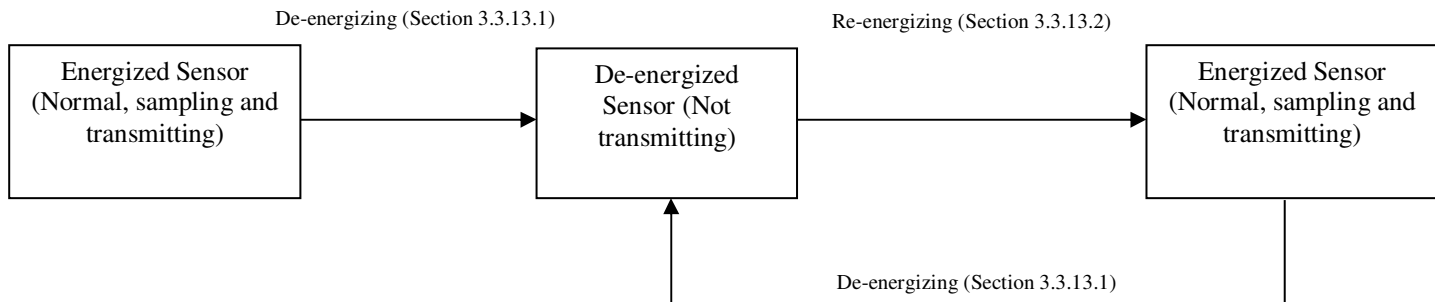 De-energizing (Section 3.3.13.1)
Re-energizing (Section 3.3.13.2)
Energized Sensor
(Normal, sampling and
transmitting)
De-energized
Sensor (Not
transmitting)
Energized Sensor
(Normal, sampling and
transmitting)
De-energizing (Section 3.3.13.1)